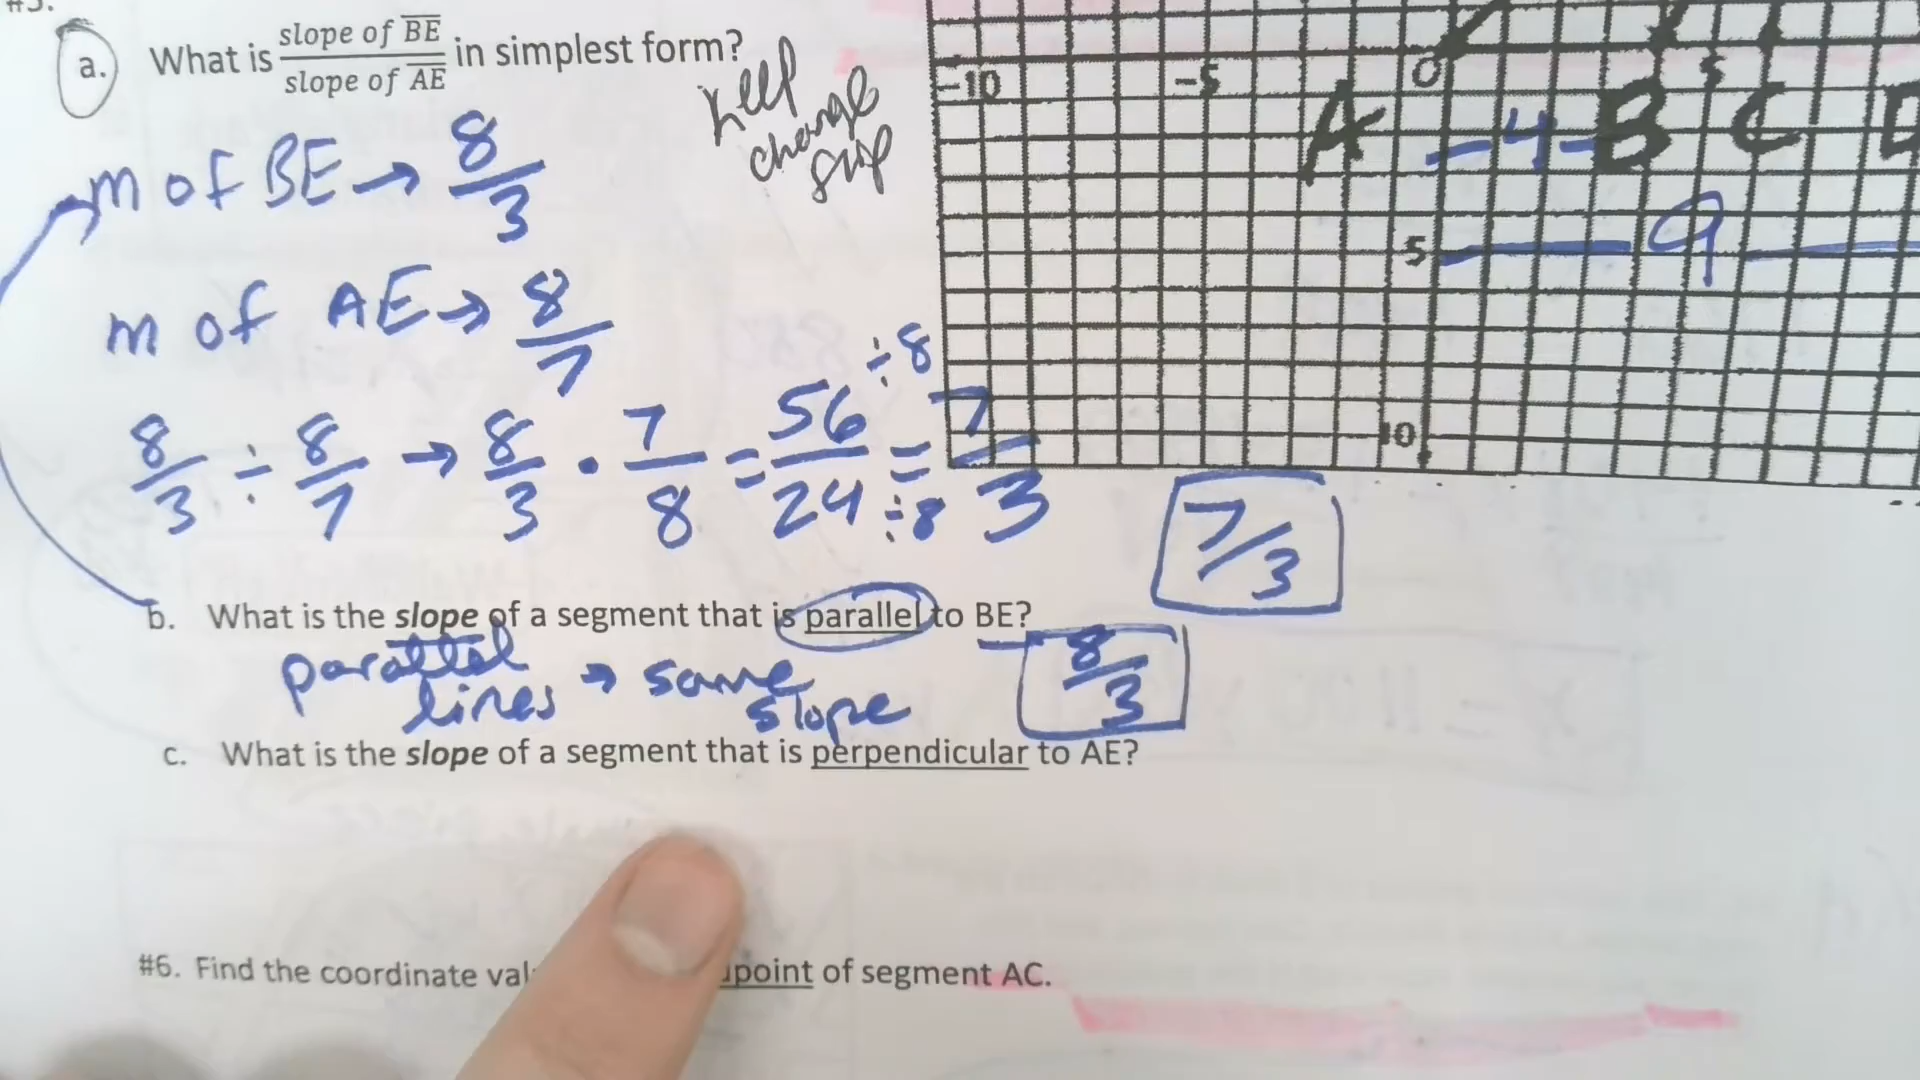 #5.
a. What is slope of BE / slope of AE in simplest form?
keep
change
flip
m of BE → 8/3
m of AE → 8/7
8/3 ÷ 8/7 → 8/3 · 7/8 = 56/24 ÷8 ÷8 = 7/3
7/3
-10 -5 0 5
A B C
-4-
5
9
10
b. What is the slope of a segment that is parallel to BE?
parallel
lines → same
slope
8/3
c. What is the slope of a segment that is perpendicular to AE?
#6. Find the coordinate point of segment AC.